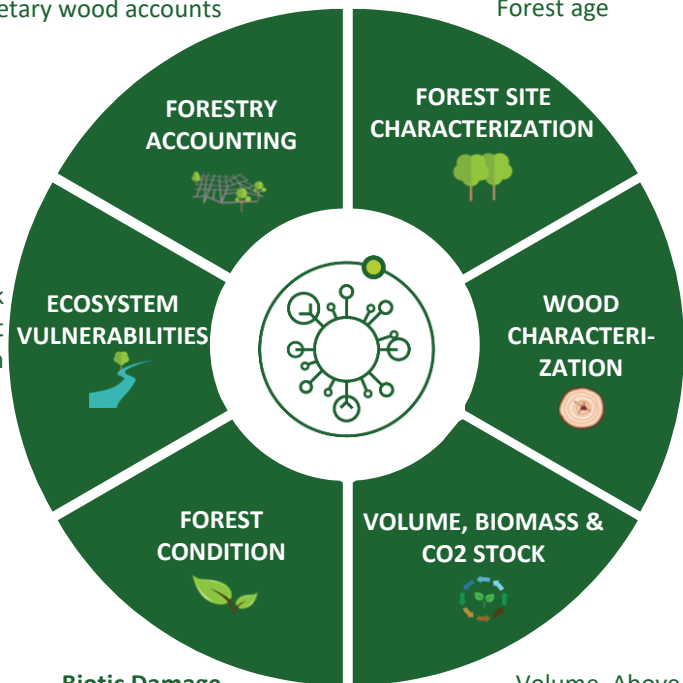 wood accounts
Forest age
FORESTRY
ACCOUNTING
FOREST SITE
CHARACTERIZATION
ECOSYSTEM
VULNERABILITIES
WOOD
CHARACTERI-
ZATION
FOREST
CONDITION
VOLUME, BIOMASS &
CO2 STOCK
Biotic Damage
Volume, Above